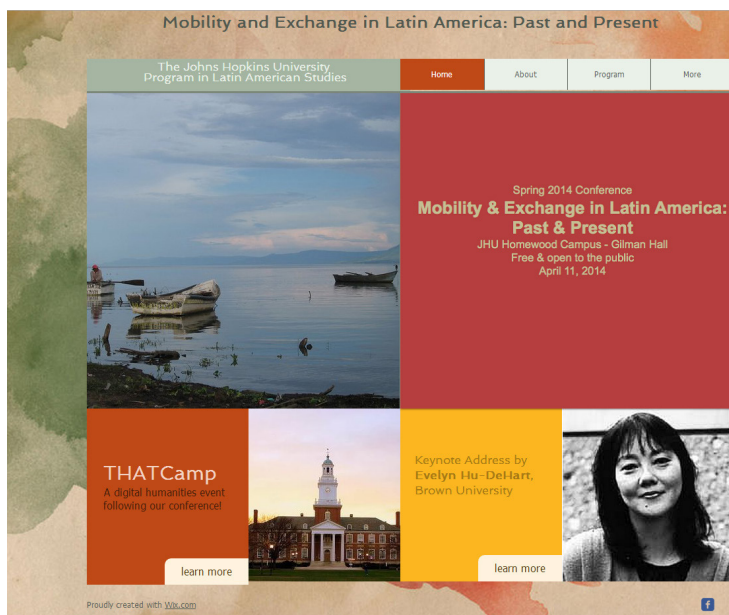 Mobility and Exchange in Latin America: Past and Present
The Johns Hopkins University
Program in Latin American Studies
Home
About
Program
More
Spring 2014 Conference
Mobility & Exchange in Latin America:
Past & Present
JHU Homewood Campus - Gilman Hall
Free & open to the public
April 11, 2014
THATCamp
A digital humanities event
following our conference!
learn more
Keynote Address by
Evelyn Hu-DeHart,
Brown University
learn more
Proudly created with Wix.com
f